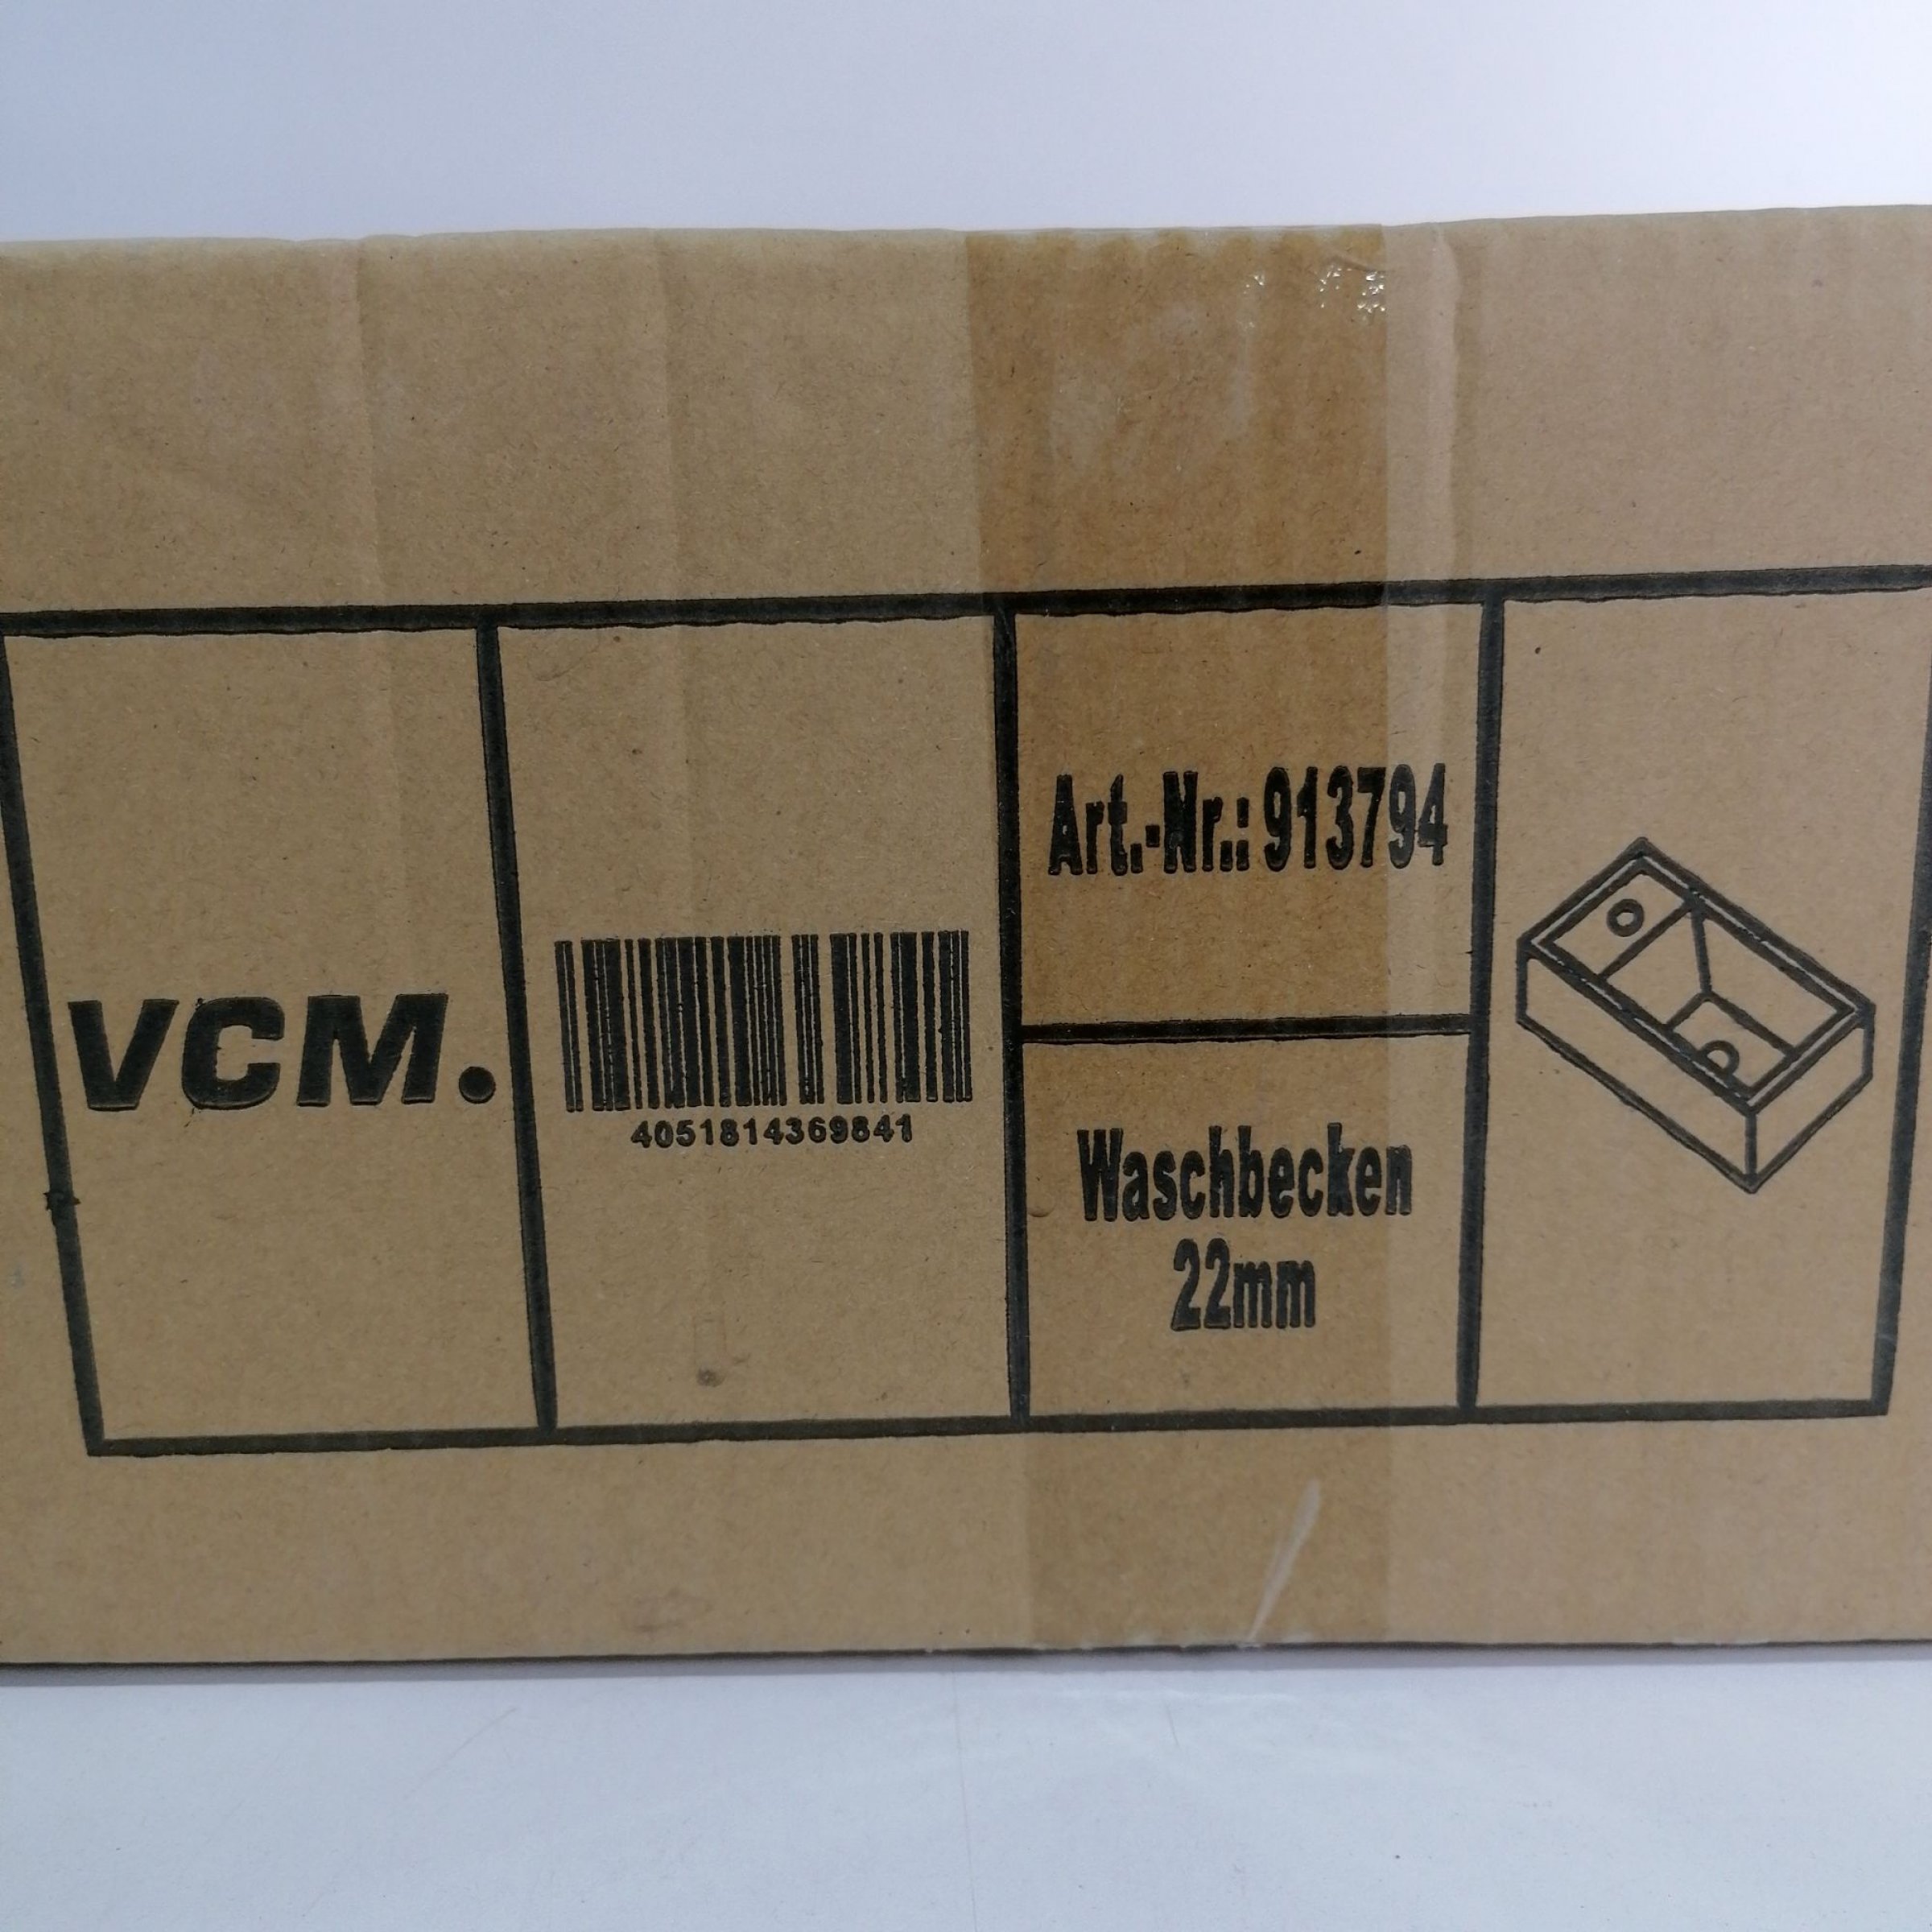 VCM.
4051814369841
Art.-Nr.: 913794
Waschbecken
22mm